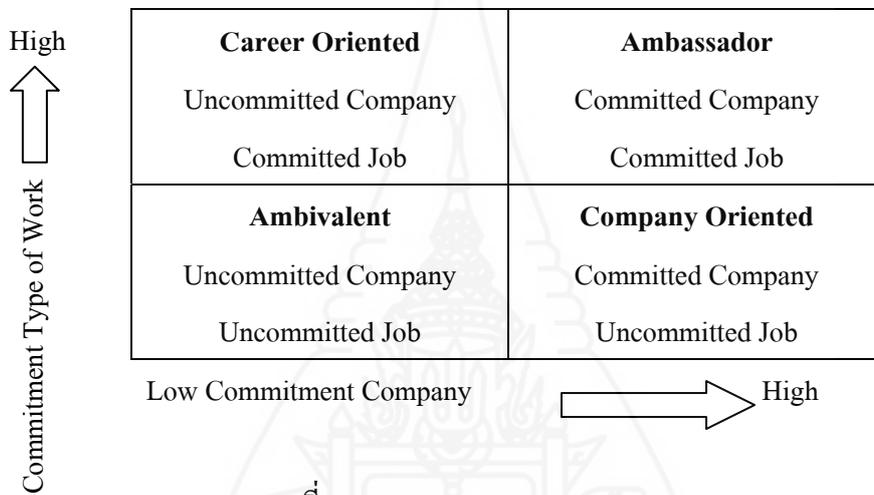 High
Career Oriented
Uncommitted Company
Committed Job
Ambassador
Committed Company
Committed Job
Commitment Type of Work
Ambivalent
Uncommitted Company
Uncommitted Job
Company Oriented
Committed Company
Uncommitted Job
Low Commitment Company
High